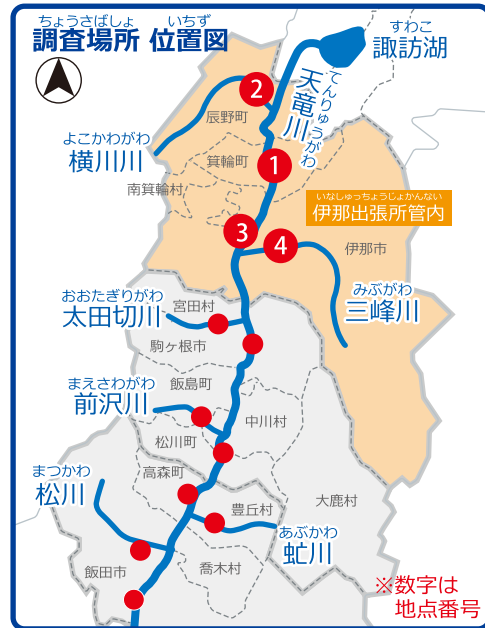 ちょうさばしょ いちず
調査場所 位置図
すわこ
諏訪湖
てんりゅうがわ
天竜川
2
辰野町
よこかわがわ
横川川
箕輪町
1
南箕輪村
いなしゅっちょうじょかんない
伊那出張所管内
3
4
伊那市
みぶがわ
三峰川
おおたぎりがわ
太田切川
宮田村
駒ヶ根市
まえさわがわ
前沢川
飯島町
中川村
松川町
まつかわ
松川
高森町
大鹿村
豊丘村
あぶかわ
虻川
飯田市
喬木村
※数字は
地点番号